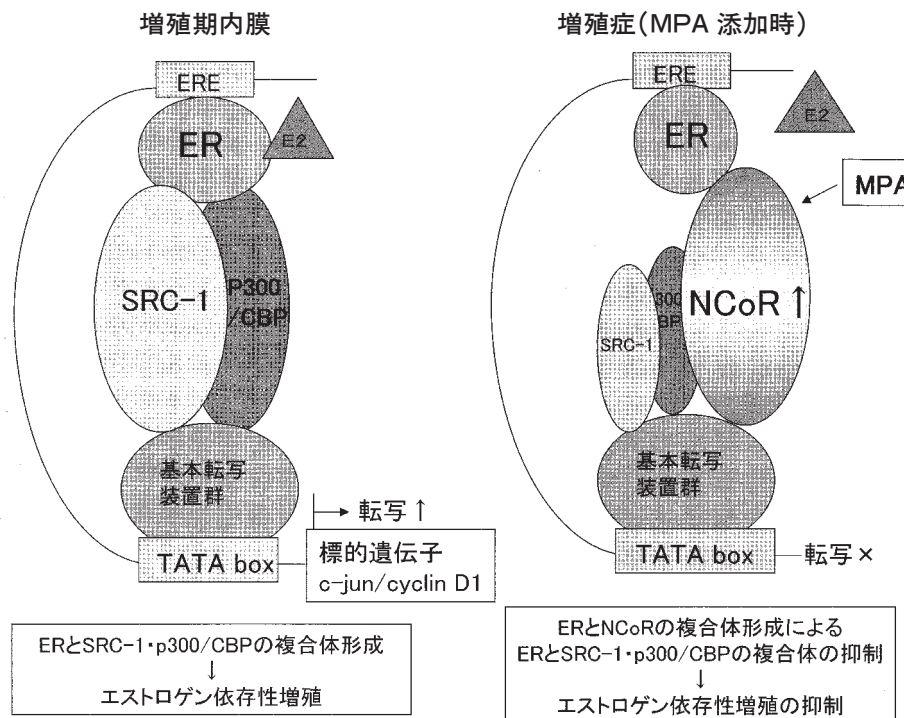 増殖期内膜
ERE
ER
E2
SRC-1
P300
/CBP
基本転写
装置群
TATA box
転写↑
標的遺伝子
c-jun/cyclin D1
ERとSRC-1・p300/CBPの複合体形成
↓
エストロゲン依存性増殖
増殖症(MPA 添加時)
ERE
ER
E2
MPA
NCoR↑
300
BP
SRC-1
基本転写
装置群
TATA box
転写×
ERとNCoRの複合体形成による
ERとSRC-1・p300/CBPの複合体の抑制
↓
エストロゲン依存性増殖の抑制